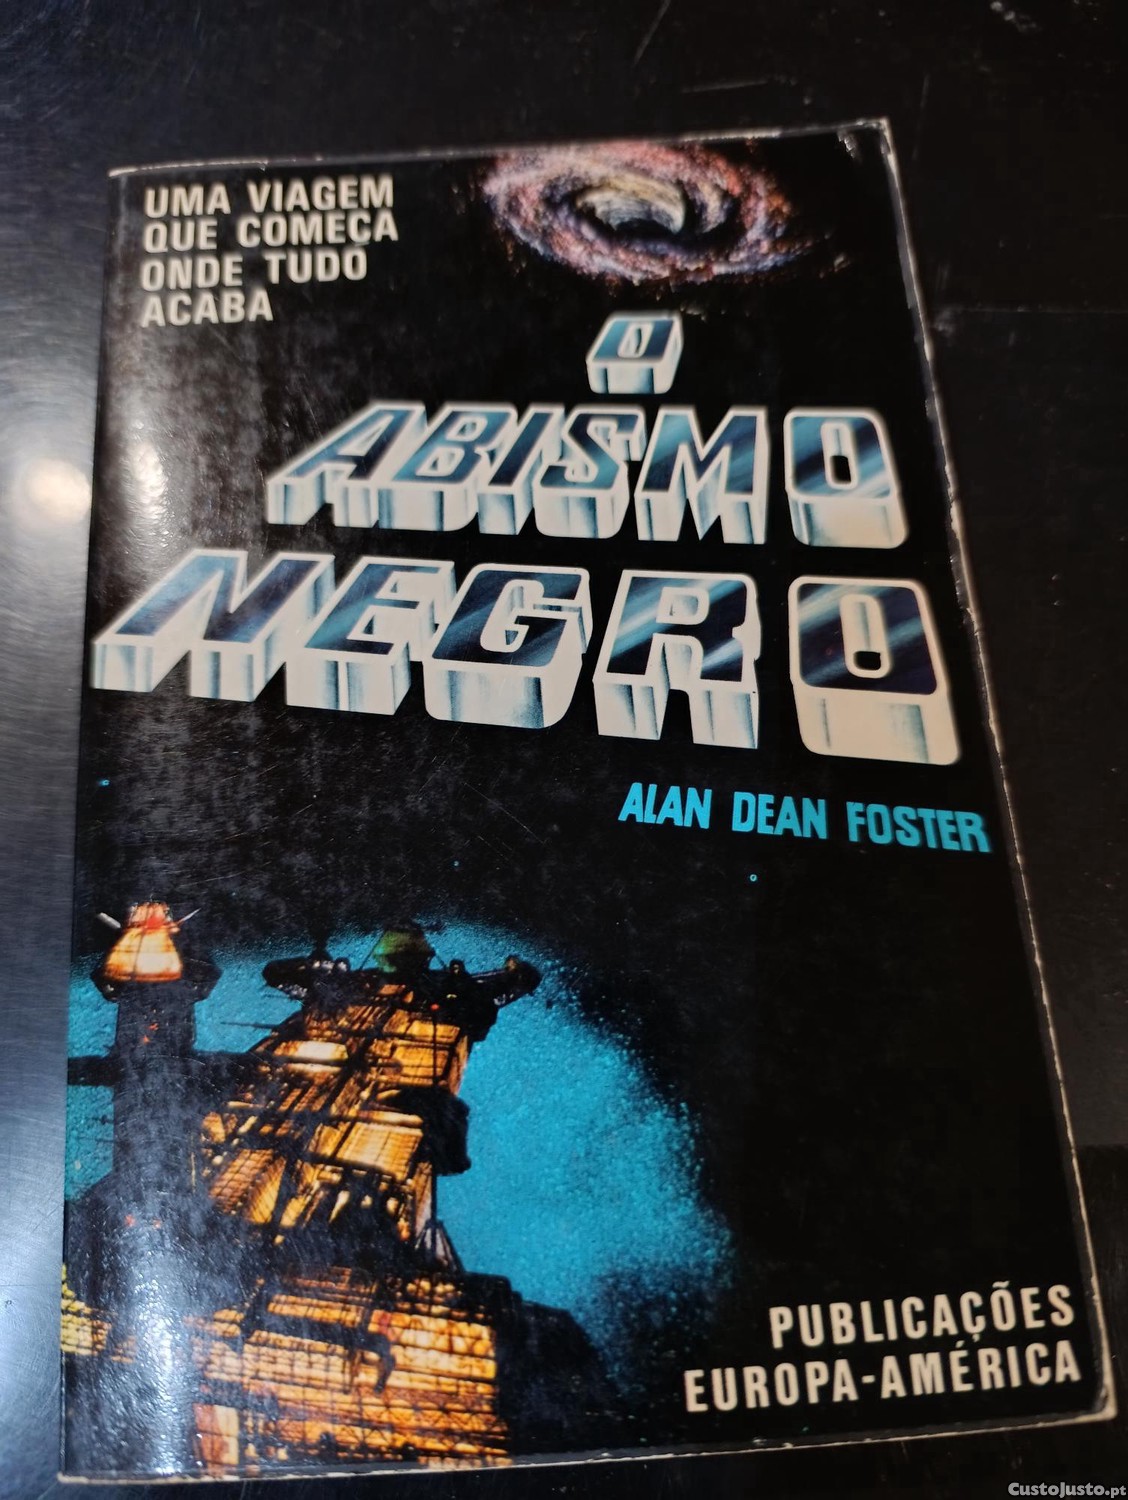 UMA VIAGEM
QUE COMEÇA
ONDE TUDO
ACABA
O
ABISMO
NEGRO
ALAN DEAN FOSTER
PUBLICAÇÕES
EUROPA-AMÉRICA
CustoJusto.pt